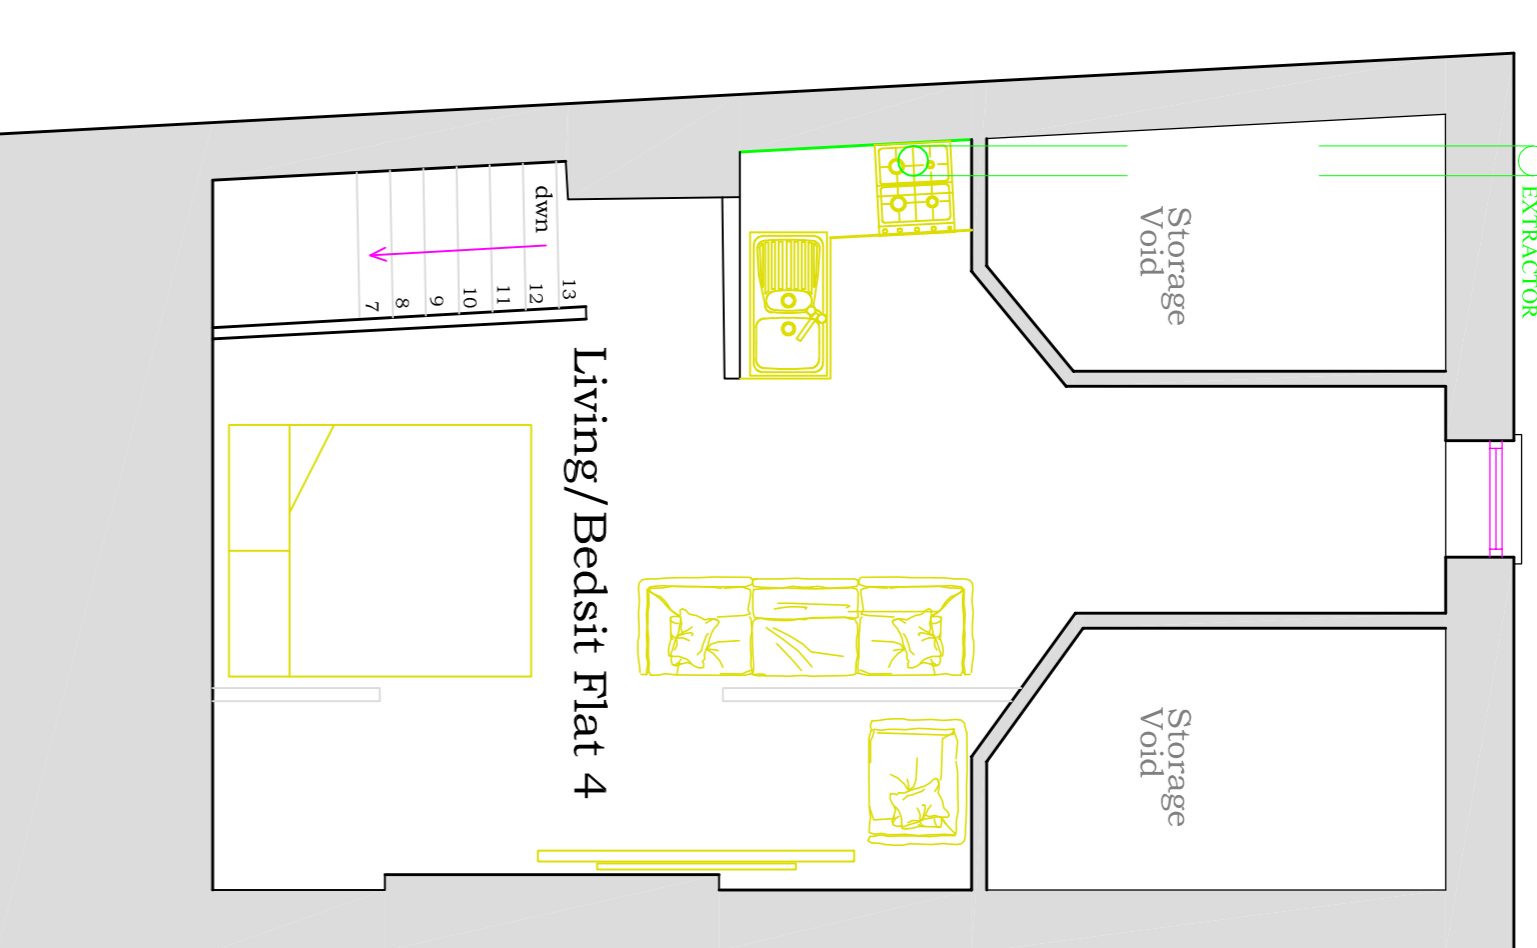 dwn
7
8
9
10
11
12
13
Living/Bedsit Flat 4
Storage
Void
EXTRACTOR
Storage
Void